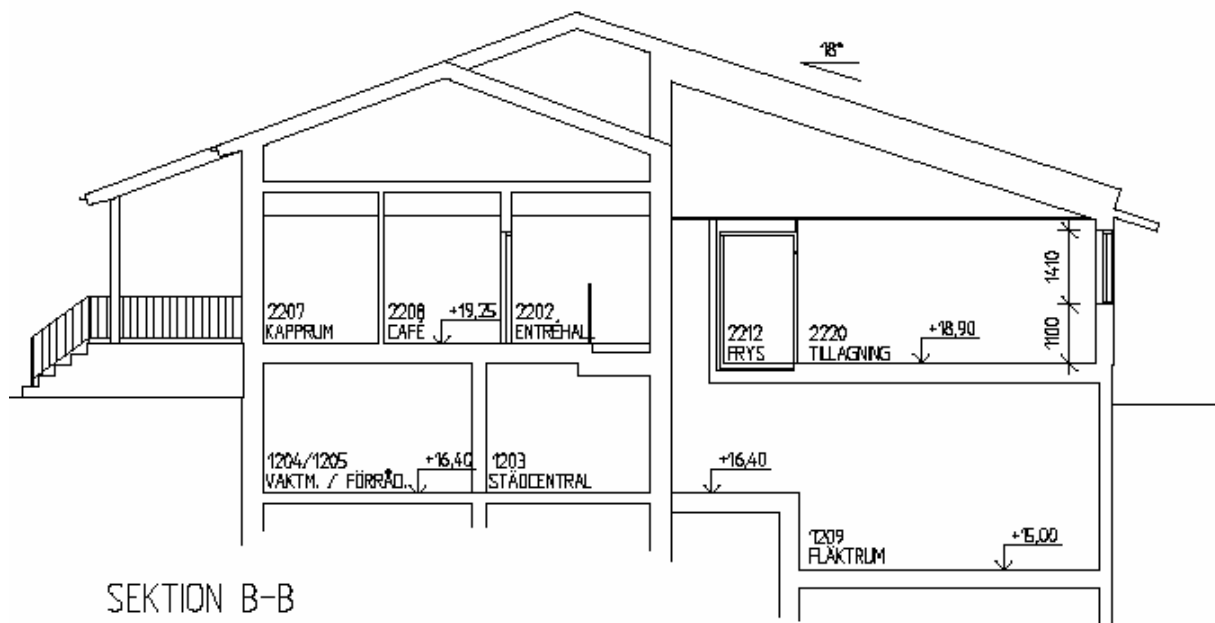 18°
2207
KAPPRUM
2208
CAFÉ
+19,25
2202
ENTRÉHALL
2212
FRYS
2220
TILLAGNING
+18,90
1410
1100
1204/1205
VAKTM. / FÖRRÅD.
+16,40
1203
STÄDCENTRAL
+16,40
1209
FLÄKTRUM
+15,00
SEKTION B-B